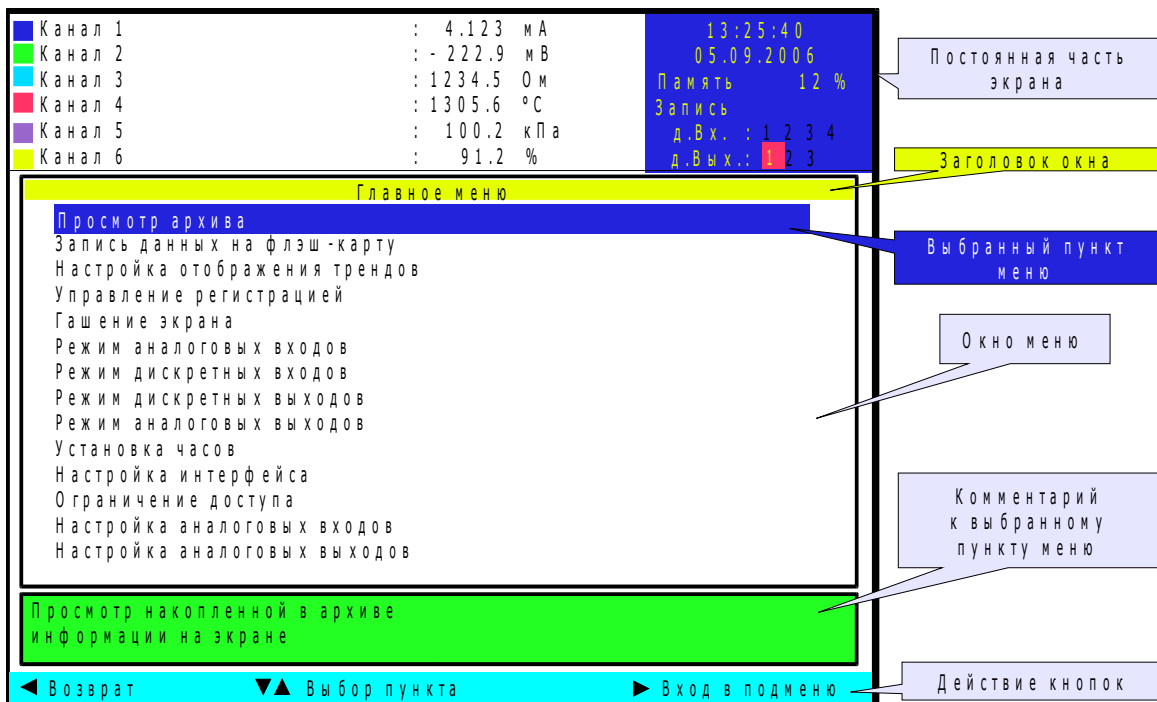 Канал 1 : 4.123 мА
Канал 2 : -222.9 мВ
Канал 3 : 1234.5 Ом
Канал 4 : 1305.6 °С
Канал 5 : 100.2 кПа
Канал 6 : 91.2 %
13:25:40
05.09.2006
Память 12 %
Запись
д.Вх. : 1 2 3 4
д.Вых.: 1 2 3
Главное меню
Просмотр архива
Запись данных на флэш-карту
Настройка отображения трендов
Управление регистрацией
Гашение экрана
Режим аналоговых входов
Режим дискретных входов
Режим дискретных выходов
Режим аналоговых выходов
Установка часов
Настройка интерфейса
Ограничение доступа
Настройка аналоговых входов
Настройка аналоговых выходов
Просмотр накопленной в архиве
информации на экране
◀ Возврат ▼▲ Выбор пункта ▶ Вход в подменю
Постоянная часть
экрана
Заголовок окна
Выбранный пункт
меню
Окно меню
Комментарий
к выбранному
пункту меню
Действие кнопок